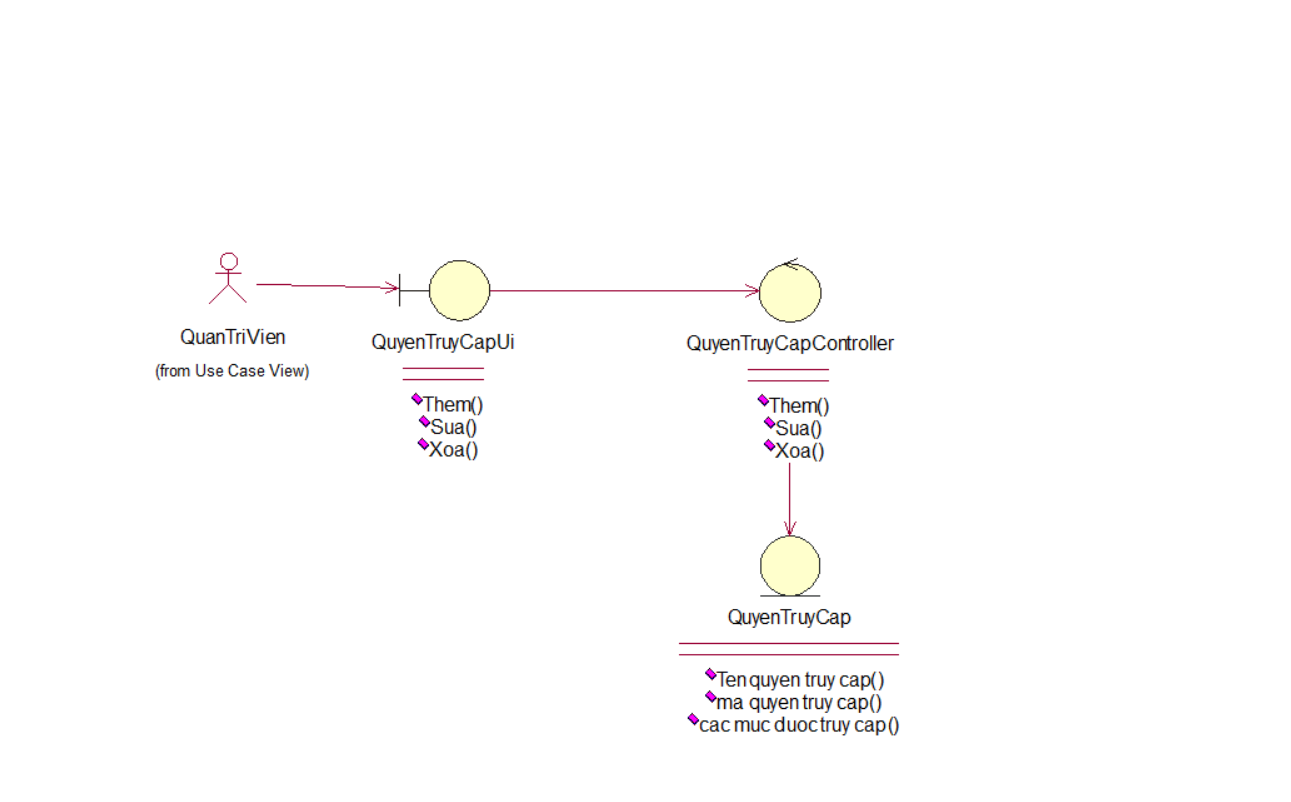 QuanTriVien
(from Use Case View)
QuyenTruyCapUi
Them()
Sua()
Xoa()
QuyenTruyCapController
Them()
Sua()
Xoa()
QuyenTruyCap
Ten quyen truy cap()
ma quyen truy cap()
cac muc duoc truy cap()